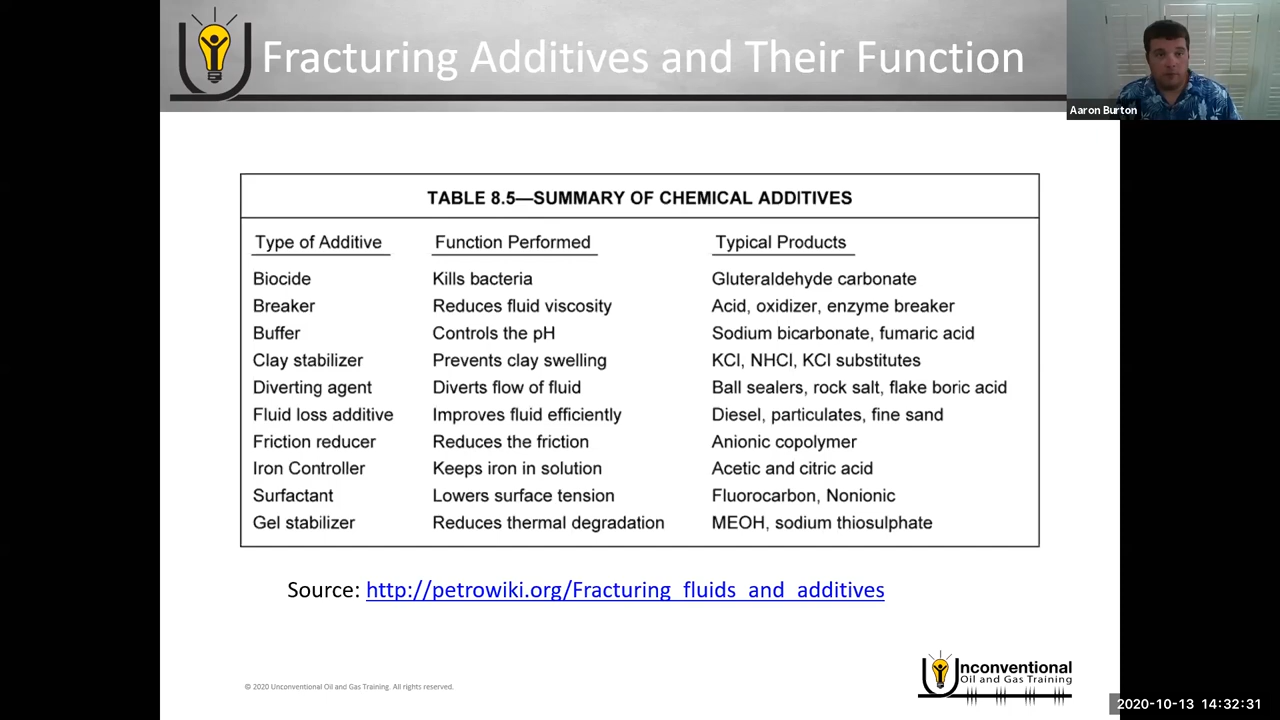 Fracturing Additives and Their Function
Aaron Burton
TABLE 8.5—SUMMARY OF CHEMICAL ADDITIVES
Type of Additive Function Performed Typical Products
Biocide Kills bacteria Gluteraldehyde carbonate
Breaker Reduces fluid viscosity Acid, oxidizer, enzyme breaker
Buffer Controls the pH Sodium bicarbonate, fumaric acid
Clay stabilizer Prevents clay swelling KCl, NHCl, KCl substitutes
Diverting agent Diverts flow of fluid Ball sealers, rock salt, flake boric acid
Fluid loss additive Improves fluid efficiently Diesel, particulates, fine sand
Friction reducer Reduces the friction Anionic copolymer
Iron Controller Keeps iron in solution Acetic and citric acid
Surfactant Lowers surface tension Fluorocarbon, Nonionic
Gel stabilizer Reduces thermal degradation MEOH, sodium thiosulphate
Source: http://petrowiki.org/Fracturing_fluids_and_additives
© 2020 Unconventional Oil and Gas Training. All rights reserved.
Unconventional
Oil and Gas Training
2020-10-13 14:32:31